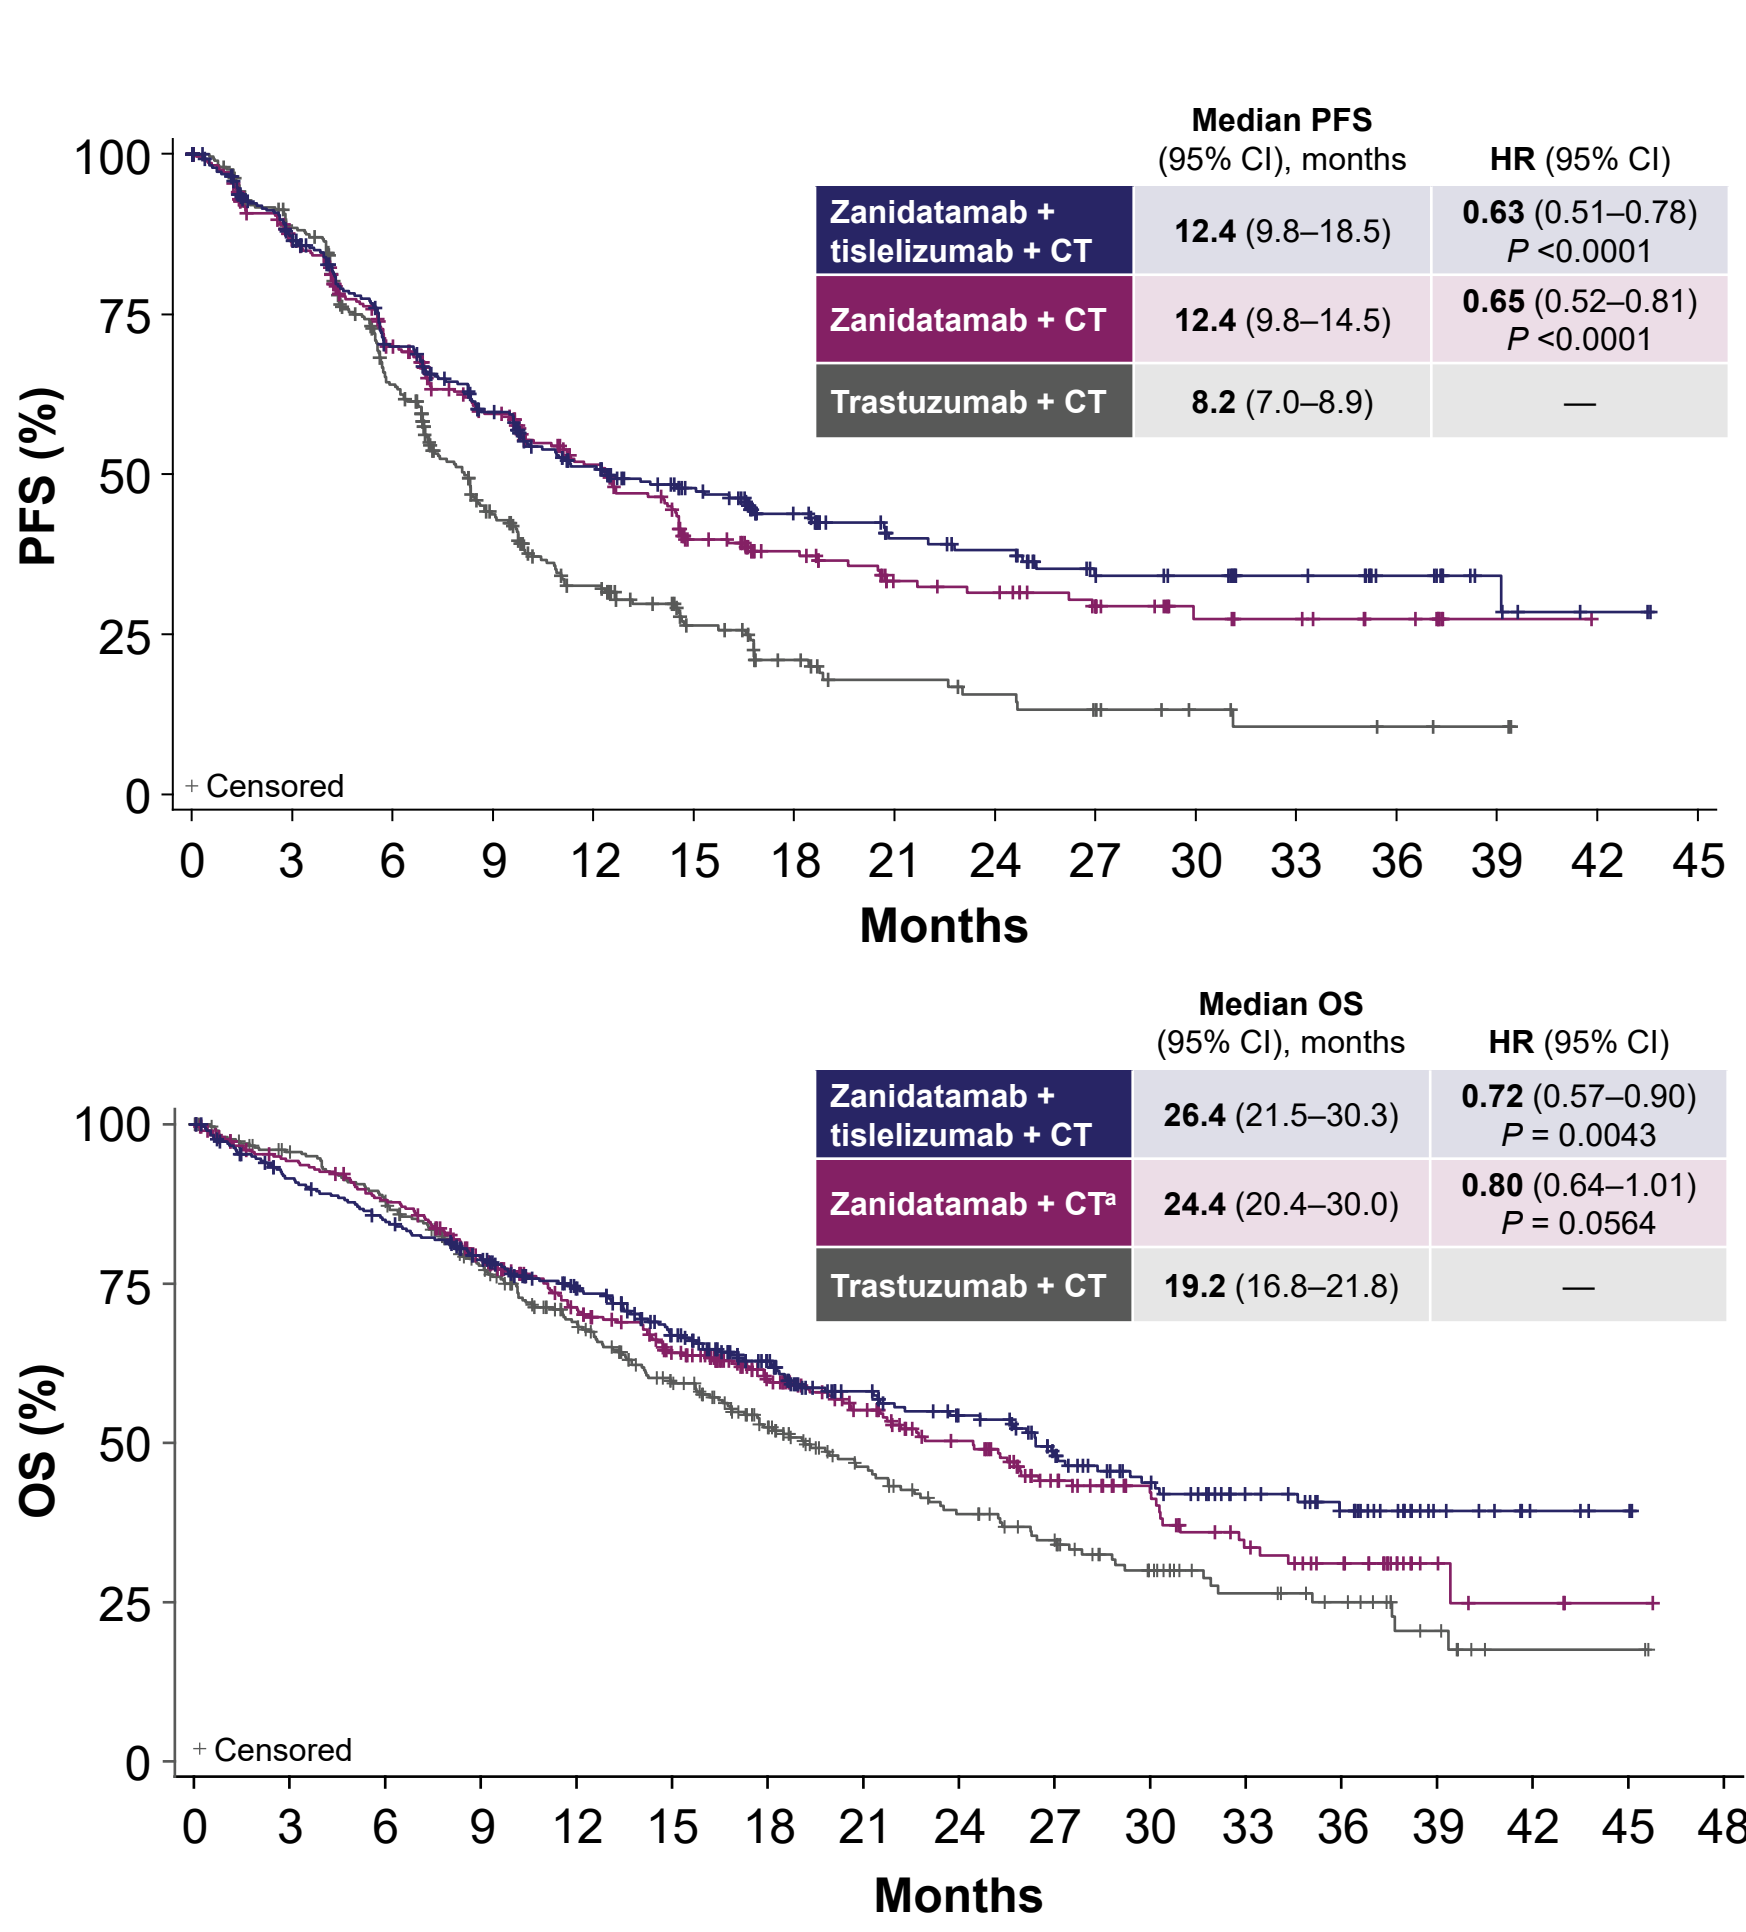 Median PFS
(95% CI), months
HR (95% CI)
Zanidatamab +
tislelizumab + CT
12.4 (9.8–18.5)
0.63 (0.51–0.78)
P <0.0001
Zanidatamab + CT
12.4 (9.8–14.5)
0.65 (0.52–0.81)
P <0.0001
Trastuzumab + CT
8.2 (7.0–8.9)
—
PFS (%)
100
75
50
25
0
+ Censored
0 3 6 9 12 15 18 21 24 27 30 33 36 39 42 45
Months
Median OS
(95% CI), months
HR (95% CI)
Zanidatamab +
tislelizumab + CT
26.4 (21.5–30.3)
0.72 (0.57–0.90)
P = 0.0043
Zanidatamab + CTª
24.4 (20.4–30.0)
0.80 (0.64–1.01)
P = 0.0564
Trastuzumab + CT
19.2 (16.8–21.8)
—
OS (%)
100
75
50
25
0
+ Censored
0 3 6 9 12 15 18 21 24 27 30 33 36 39 42 45 48
Months